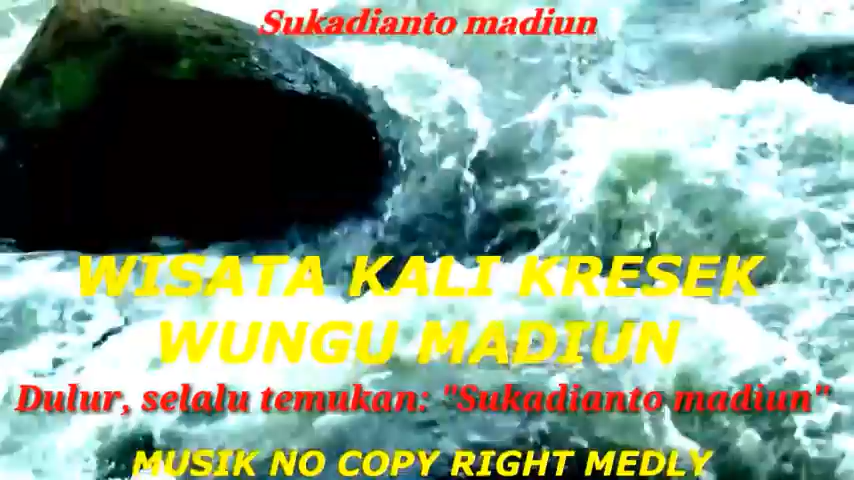 Sukadianto madiun
WISATA KALI KRESEK
WUNGU MADIUN
Dulur, selalu temukan: "Sukadianto madiun"
MUSIK NO COPY RIGHT MEDLY